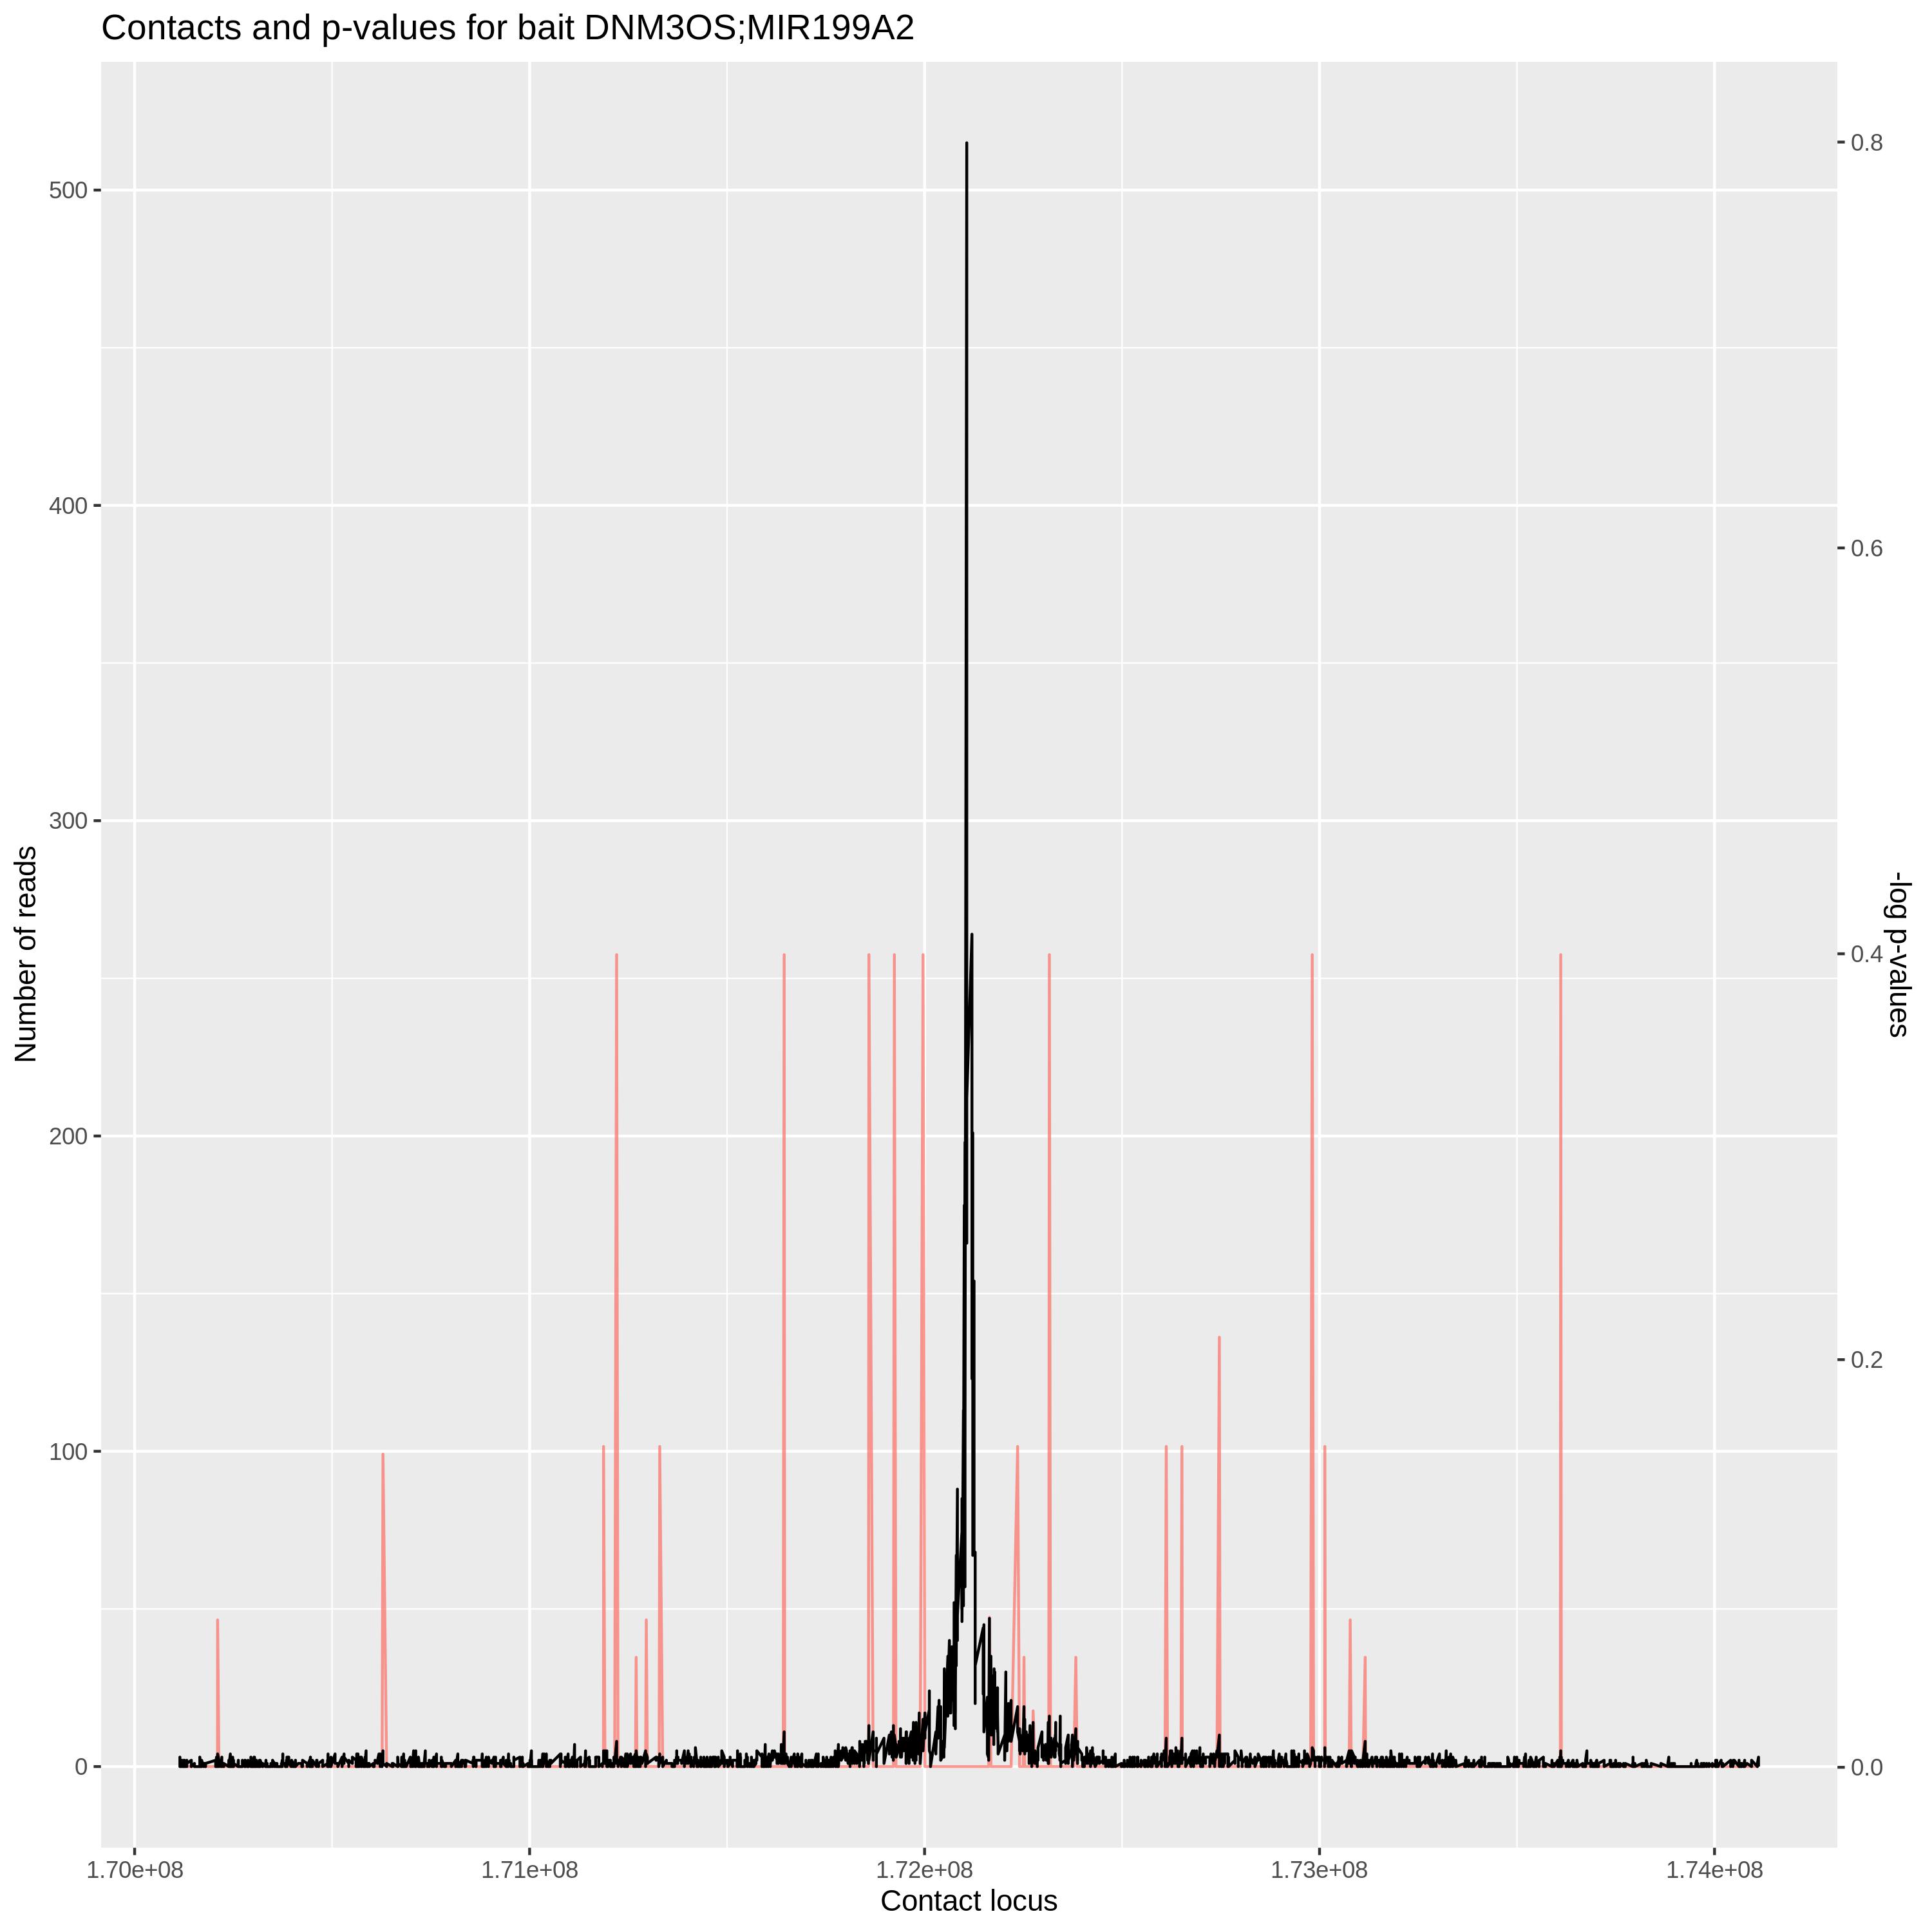 Contacts and p-values for bait DNM3OS;MIR199A2
500
400
300
200
100
0
Number of reads
0.8
0.6
0.4
0.2
0.0
-log p-values
1.70e+08
1.71e+08
1.72e+08
1.73e+08
1.74e+08
Contact locus